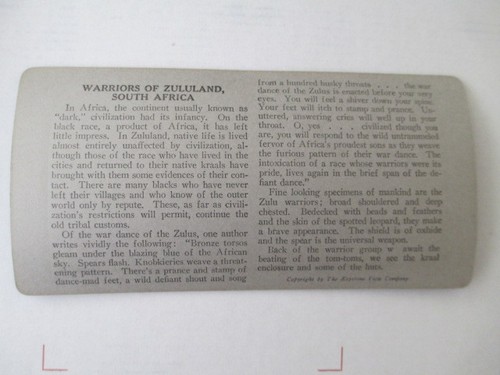 WARRIORS OF ZULULAND,
SOUTH AFRICA
In Africa, the continent usually known as
"dark," civilization had its infancy. On the
black race, a product of Africa, it has left
little impress. In Zululand, native life is lived
almost entirely unaffected by civilization, al-
though those of the race who have lived in the
cities and returned to their native kraals have
brought with them some evidences of their con-
tact. There are many blacks who have never
left their villages and who know of the outer
world only by repute. These, as far as civil-
ization's restrictions will permit, continue the
old tribal customs.
Of the war dance of the Zulus, one author
writes vividly the following: "Bronze torsos
gleam under the blazing blue of the African
sky. Spears flash. Knobkieries weave a threat-
ening pattern. There's a prance and stamp of
dance-mad feet, a wild defiant shout and song
from a hundred husky throats . . . the war
dance of the Zulus is enacted before your very
eyes. You will feel a shiver down your spine.
Your feet will itch to stamp and prance. Un-
uttered, answering cries will well up in your
throat. O, yes . . . civilized though you
are, you will respond to the wild untrammeled
fervor of Africa's proudest sons as they weave
the furious pattern of their war dance. The
intoxication of a race whose warriors were its
pride, lives again in the brief span of the de-
fiant dance."
Fine looking specimens of mankind are the
Zulu warriors; broad shouldered and deep
chested. Bedecked with beads and feathers
and the skin of the spotted leopard, they make
a brave appearance. The shield is of oxhide
and the spear is the universal weapon.
Back of the warrior group w await the
beating of the tom-toms, we see the kraal
enclosure and some of the huts.
Copyright by The Keystone View Company